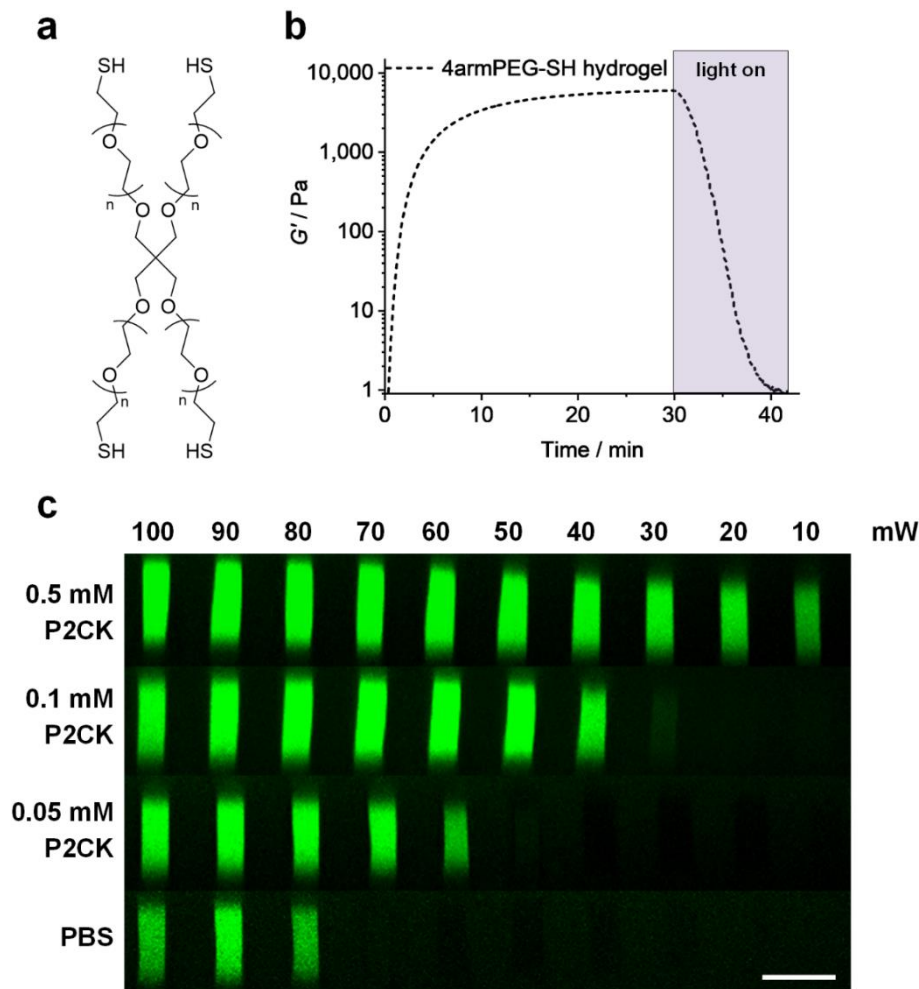 a
SH HS
O O
n n
O O
O O
O O
n n
SH HS
b
4armPEG-SH hydrogel
light on
10,000
1,000
100
10
1
G′ / Pa
0 10 20 30 40
Time / min
c
100 90 80 70 60 50 40 30 20 10 mW
0.5 mM
P2CK
0.1 mM
P2CK
0.05 mM
P2CK
PBS